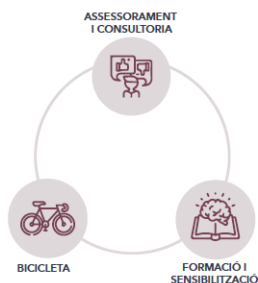 ASSESSORAMENT
I CONSULTORIA
BICICLETA
FORMACIÓ I
SENSIBILITZACIÓ